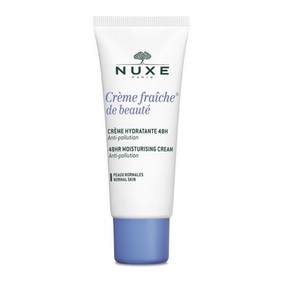 NUXE
PARIS
Crème fraîche®
de beauté
CRÈME HYDRATANTE 48H
Anti-pollution
48HR MOISTURISING CREAM
Anti-pollution
PEAUX NORMALES
NORMAL SKIN